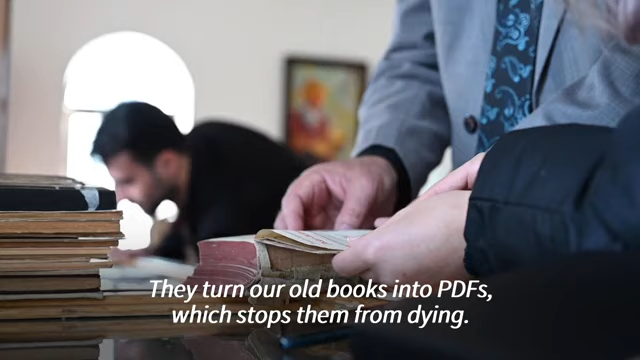 They turn our old books into PDFs,
which stops them from dying.